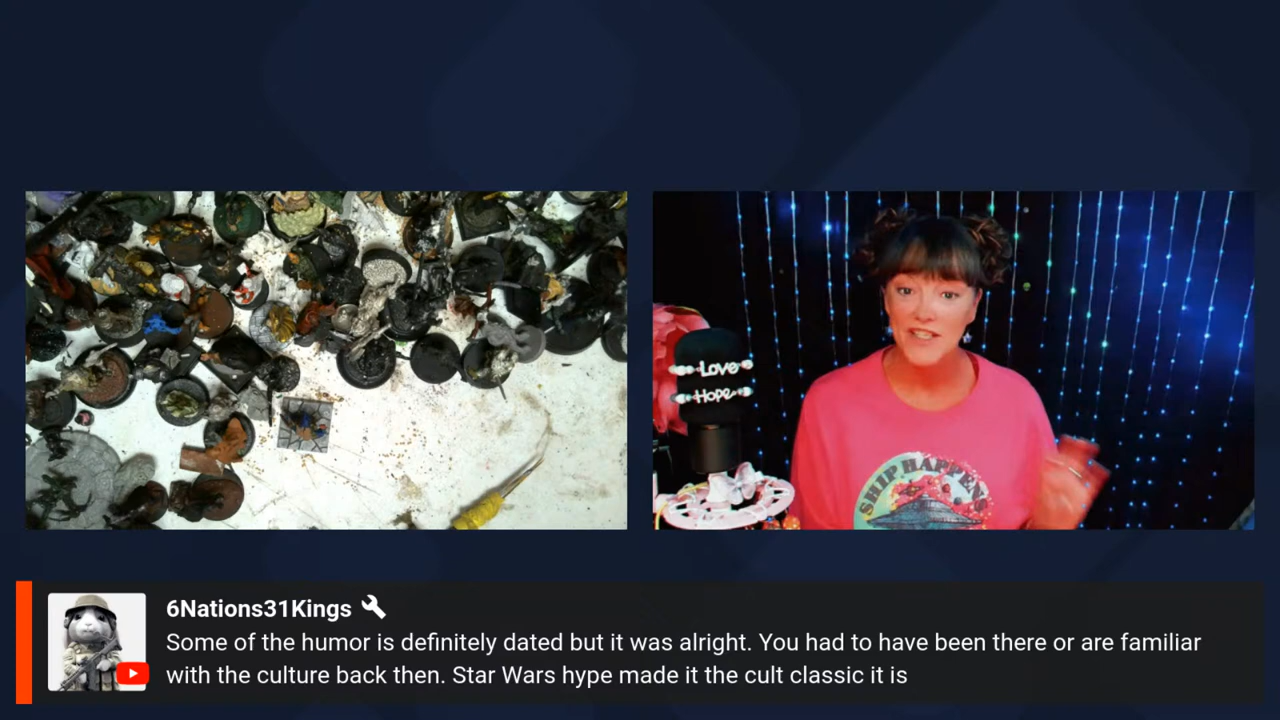 Love
Hope
SHIP HAPPENS
6Nations31Kings
Some of the humor is definitely dated but it was alright. You had to have been there or are familiar
with the culture back then. Star Wars hype made it the cult classic it is